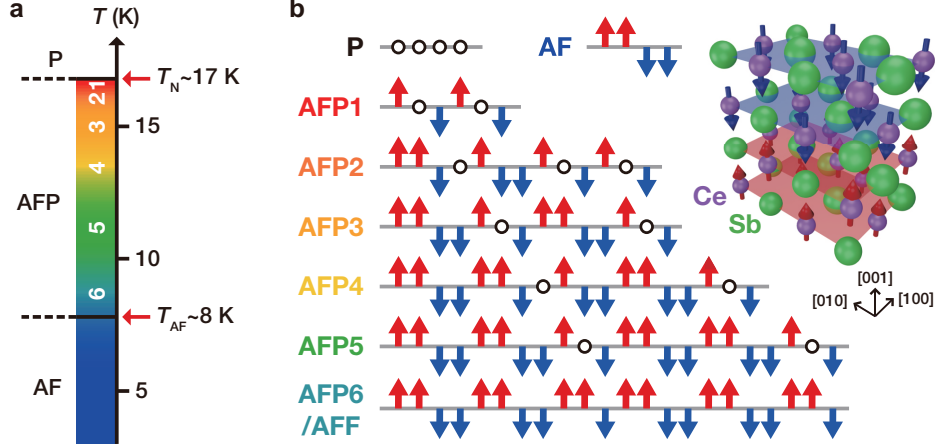 a
T (K)
P
T_N~17 K
1
2
3
15
4
AFP
5
10
6
T_AF~8 K
AF
5
b
P
AF
AFP1
AFP2
AFP3
AFP4
AFP5
AFP6
/AFF
Ce
Sb
[001]
[010]
[100]